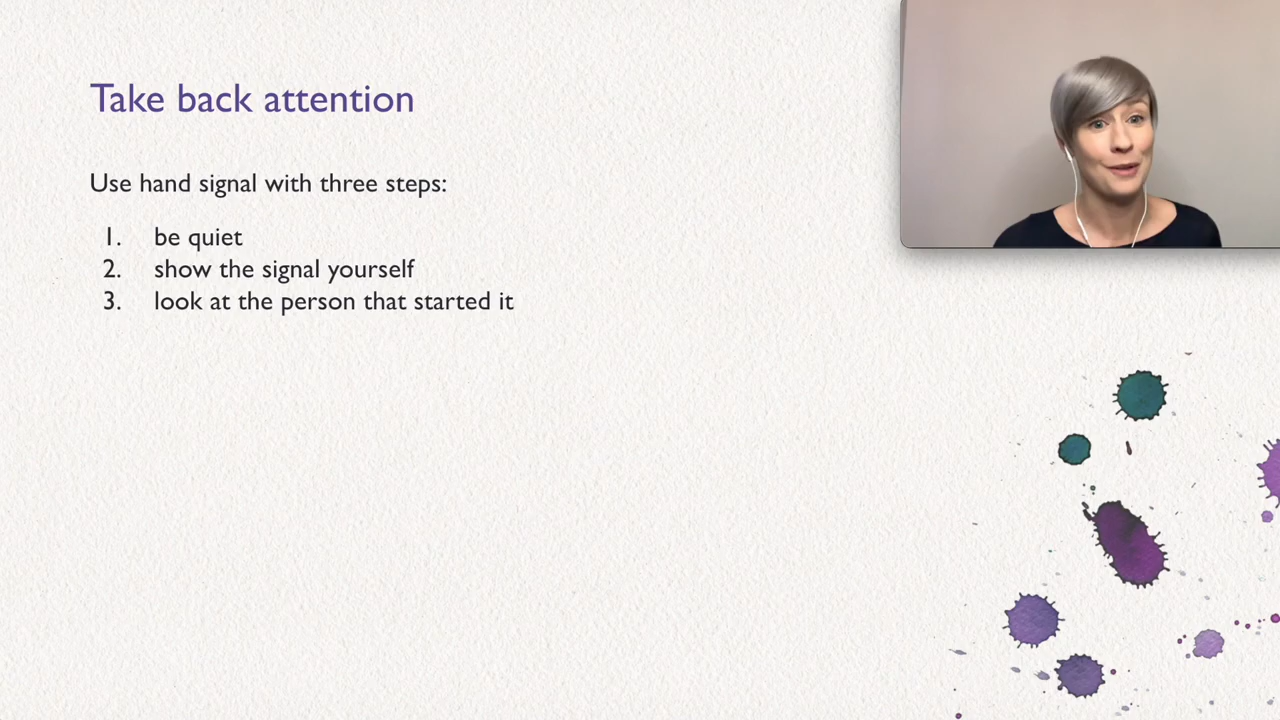 Take back attention
Use hand signal with three steps:
1. be quiet
2. show the signal yourself
3. look at the person that started it